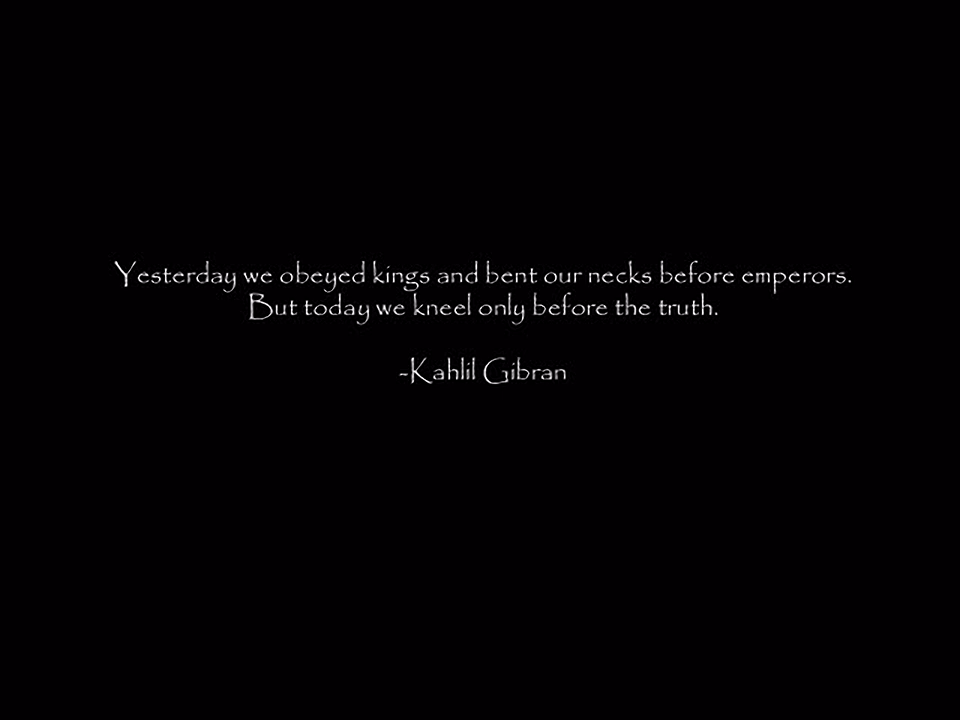 Yesterday we obeyed kings and bent our necks before emperors.
But today we kneel only before the truth.
-Kahlil Gibran